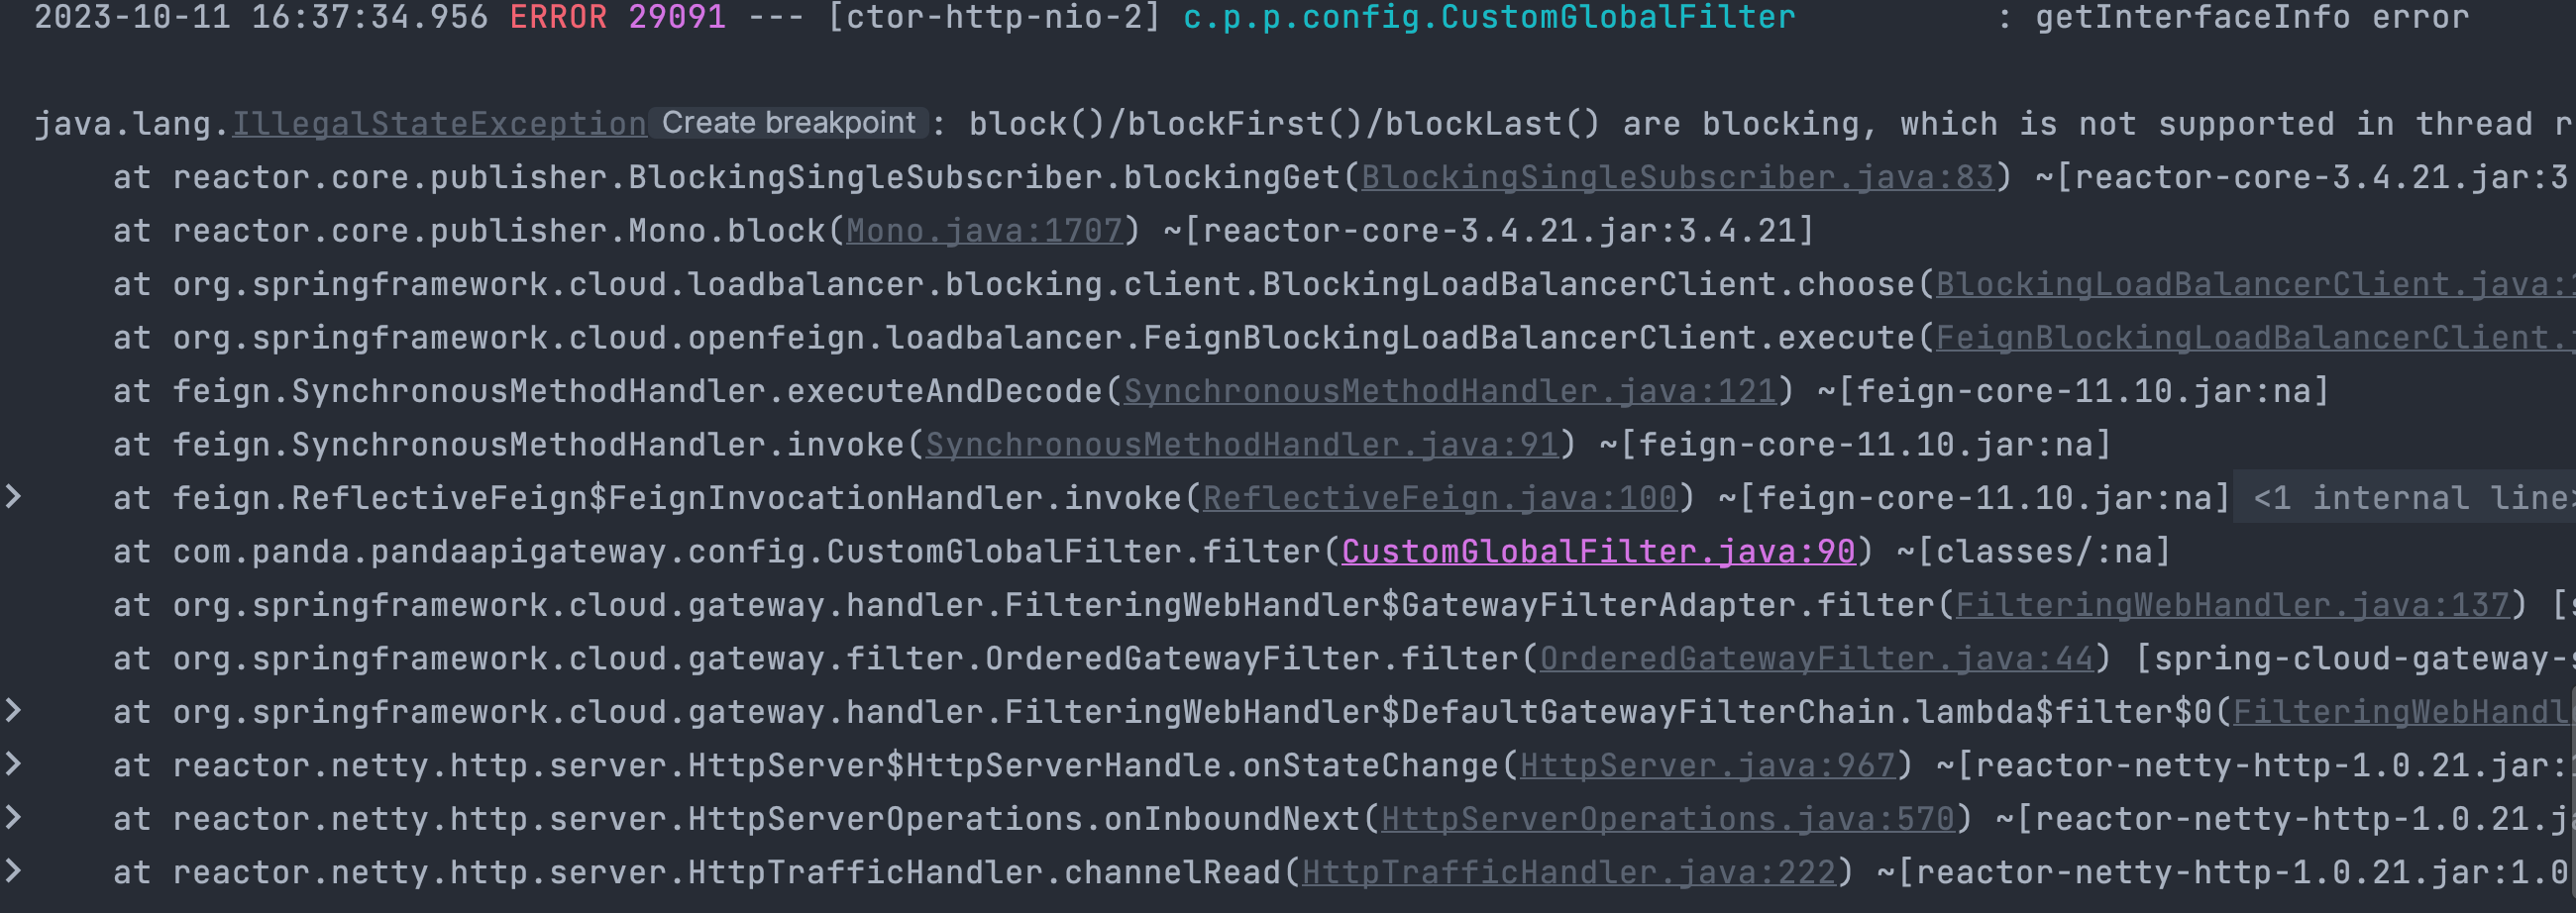 2023-10-11 16:37:34.956 ERROR 29091 --- [ctor-http-nio-2] c.p.p.config.CustomGlobalFilter : getInterfaceInfo error
java.lang.IllegalStateException Create breakpoint : block()/blockFirst()/blockLast() are blocking, which is not supported in thread r
at reactor.core.publisher.BlockingSingleSubscriber.blockingGet(BlockingSingleSubscriber.java:83) ~[reactor-core-3.4.21.jar:3
at reactor.core.publisher.Mono.block(Mono.java:1707) ~[reactor-core-3.4.21.jar:3.4.21]
at org.springframework.cloud.loadbalancer.blocking.client.BlockingLoadBalancerClient.choose(BlockingLoadBalancerClient.java:
at org.springframework.cloud.openfeign.loadbalancer.FeignBlockingLoadBalancerClient.execute(FeignBlockingLoadBalancerClient.
at feign.SynchronousMethodHandler.executeAndDecode(SynchronousMethodHandler.java:121) ~[feign-core-11.10.jar:na]
at feign.SynchronousMethodHandler.invoke(SynchronousMethodHandler.java:91) ~[feign-core-11.10.jar:na]
at feign.ReflectiveFeign$FeignInvocationHandler.invoke(ReflectiveFeign.java:100) ~[feign-core-11.10.jar:na] <1 internal line>
at com.panda.pandaapigateway.config.CustomGlobalFilter.filter(CustomGlobalFilter.java:90) ~[classes/:na]
at org.springframework.cloud.gateway.handler.FilteringWebHandler$GatewayFilterAdapter.filter(FilteringWebHandler.java:137) [s
at org.springframework.cloud.gateway.filter.OrderedGatewayFilter.filter(OrderedGatewayFilter.java:44) [spring-cloud-gateway-s
at org.springframework.cloud.gateway.handler.FilteringWebHandler$DefaultGatewayFilterChain.lambda$filter$0(FilteringWebHandl
at reactor.netty.http.server.HttpServer$HttpServerHandle.onStateChange(HttpServer.java:967) ~[reactor-netty-http-1.0.21.jar:
at reactor.netty.http.server.HttpServerOperations.onInboundNext(HttpServerOperations.java:570) ~[reactor-netty-http-1.0.21.j
at reactor.netty.http.server.HttpTrafficHandler.channelRead(HttpTrafficHandler.java:222) ~[reactor-netty-http-1.0.21.jar:1.0